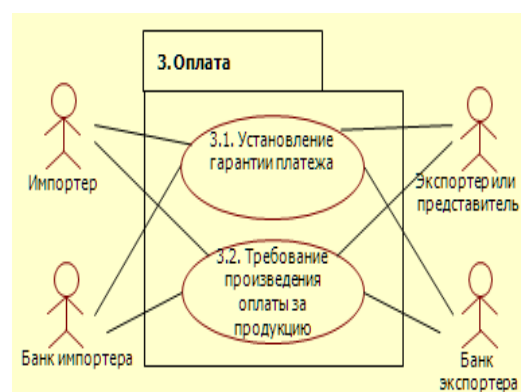 3. Оплата
3.1. Установление
гарантии платежа
Импортер
Экспортер или
представитель
3.2. Требование
произведения
оплаты за
продукцию
Банк импортера
Банк
экспортера